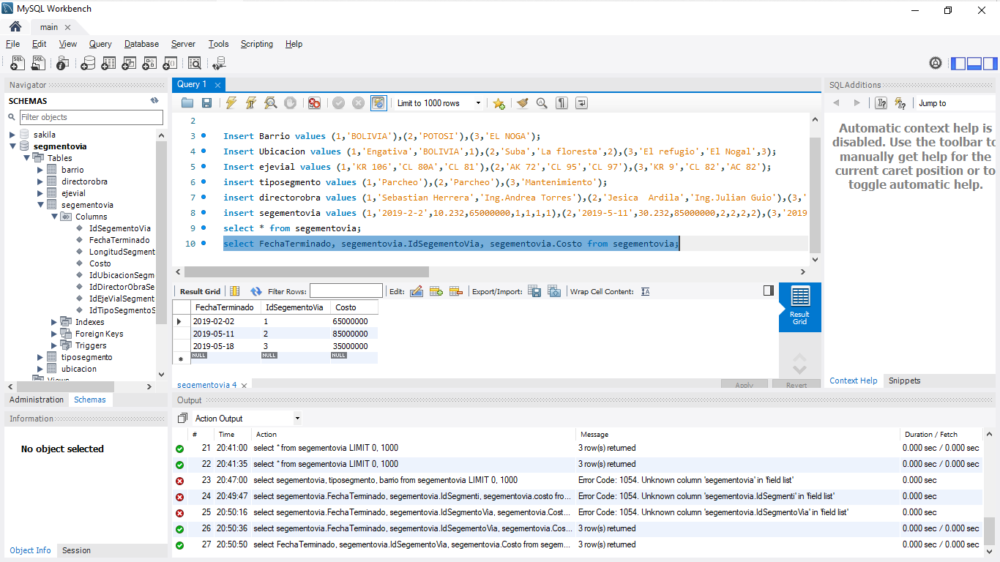 MySQL Workbench
main
File Edit View Query Database Server Tools Scripting Help
Navigator
SCHEMAS
Filter objects
sakila
segmentovia
Tables
barrio
directorobra
ejevial
segementovia
Columns
IdSegementoVia
FechaTerminado
LongitudSegment
Costo
IdUbicacionSegm
IdDirectorObraSe
IdEjeVialSegment
IdTipoSegmentoS
Indexes
Foreign Keys
Triggers
tiposegmento
ubicacion
Views
Administration Schemas
Information
No object selected
Object Info Session
Query 1
Limit to 1000 rows
2
3 Insert Barrio values (1,'BOLIVIA'),(2,'POTOSI'),(3,'EL NOGA');
4 Insert Ubicacion values (1,'Engativa','BOLIVIA',1),(2,'Suba','La floresta',2),(3,'El refugio','El Nogal',3);
5 Insert ejevial values (1,'KR 106','CL 80A','CL 81'),(2,'AK 72','CL 95','CL 97'),(3,'KR 9','CL 82','AC 82');
6 insert tiposegmento values (1,'Parcheo'),(2,'Parcheo'),(3,'Mantenimiento');
7 insert directorobra values (1,'Sebastian Herrera','Ing.Andrea Torres'),(2,'Jesica  Ardila','Ing.Julian Guio'),(3,'
8 insert segementovia values (1,'2019-2-2',10.232,65000000,1,1,1,1),(2,'2019-5-11',30.232,85000000,2,2,2,2),(3,'2019
9 select * from segementovia;
10 select FechaTerminado, segementovia.IdSegementoVia, segementovia.Costo from segementovia;
Result Grid Filter Rows: Edit: Export/Import: Wrap Cell Content:
FechaTerminado IdSegementoVia Costo
2019-02-02 1 65000000
2019-05-11 2 85000000
2019-05-18 3 35000000
NULL NULL NULL
Result
Grid
segementovia 4 Apply Revert
SQLAdditions
Jump to
Automatic context help is
disabled. Use the toolbar to
manually get help for the
current caret position or to
toggle automatic help.
Context Help Snippets
Output
Action Output
# Time Action Message Duration / Fetch
21 20:41:00 select * from segementovia LIMIT 0, 1000 3 row(s) returned 0.000 sec / 0.000 sec
22 20:41:35 select * from segementovia LIMIT 0, 1000 3 row(s) returned 0.000 sec / 0.000 sec
23 20:47:00 select segementovia, tiposegmento, barrio from segementovia LIMIT 0, 1000 Error Code: 1054. Unknown column 'segementovia' in 'field list' 0.000 sec
24 20:49:47 select segementovia.FechaTerminado, segementovia.IdSegmenti, segementovia.costo fro... Error Code: 1054. Unknown column 'segementovia.IdSegmenti' in 'field list' 0.000 sec
25 20:50:16 select segementovia.FechaTerminado, segementovia.IdSegmentoVia, segementovia.Cost... Error Code: 1054. Unknown column 'segementovia.IdSegmentoVia' in 'field list' 0.000 sec
26 20:50:36 select segementovia.FechaTerminado, segementovia.IdSegementoVia, segementovia.Cos... 3 row(s) returned 0.000 sec / 0.000 sec
27 20:50:50 select FechaTerminado, segementovia.IdSegementoVia, segementovia.Costo from segem... 3 row(s) returned 0.000 sec / 0.000 sec